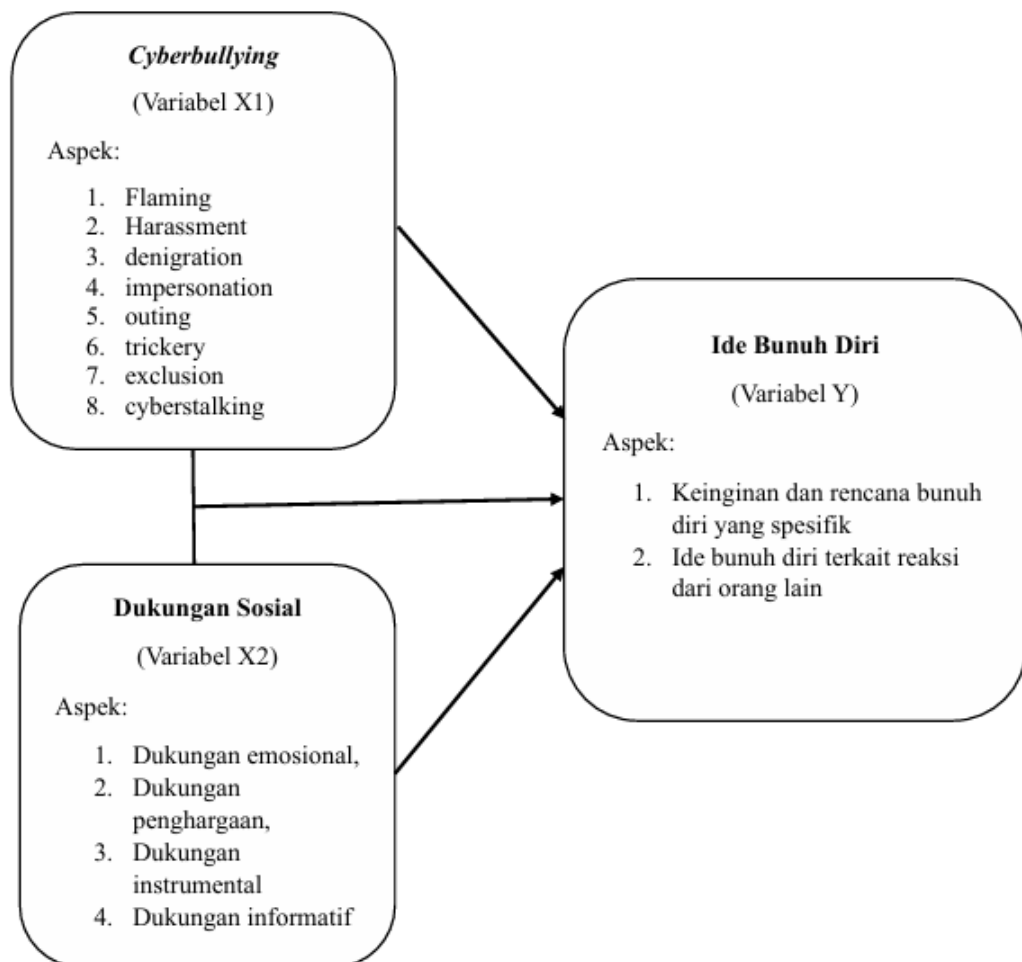 Cyberbullying
(Variabel X1)
Aspek:
1. Flaming
2. Harassment
3. denigration
4. impersonation
5. outing
6. trickery
7. exclusion
8. cyberstalking
Dukungan Sosial
(Variabel X2)
Aspek:
1. Dukungan emosional,
2. Dukungan
penghargaan,
3. Dukungan
instrumental
4. Dukungan informatif
Ide Bunuh Diri
(Variabel Y)
Aspek:
1. Keinginan dan rencana bunuh
diri yang spesifik
2. Ide bunuh diri terkait reaksi
dari orang lain